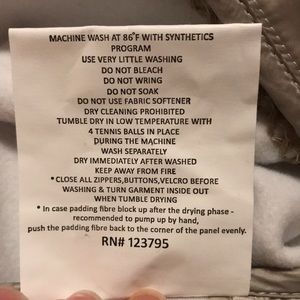 MACHINE WASH AT 86°F WITH SYNTHETICS
PROGRAM
USE VERY LITTLE WASHING
DO NOT BLEACH
DO NOT WRING
DO NOT SOAK
DO NOT USE FABRIC SOFTENER
DRY CLEANING PROHIBITED
TUMBLE DRY IN LOW TEMPERATURE WITH
4 TENNIS BALLS IN PLACE
DURING THE MACHINE
WASH SEPARATELY
DRY IMMEDIATELY AFTER WASHED
KEEP AWAY FROM FIRE
*CLOSE ALL ZIPPERS,BUTTONS,VELCRO BEFORE
WASHING & TURN GARMENT INSIDE OUT
WHEN TUMBLE DRYING
* In case padding fibre block up after the drying phase -
recommended to pump up by hand,
push the padding fibre back to the corner of the panel evenly.
RN# 123795